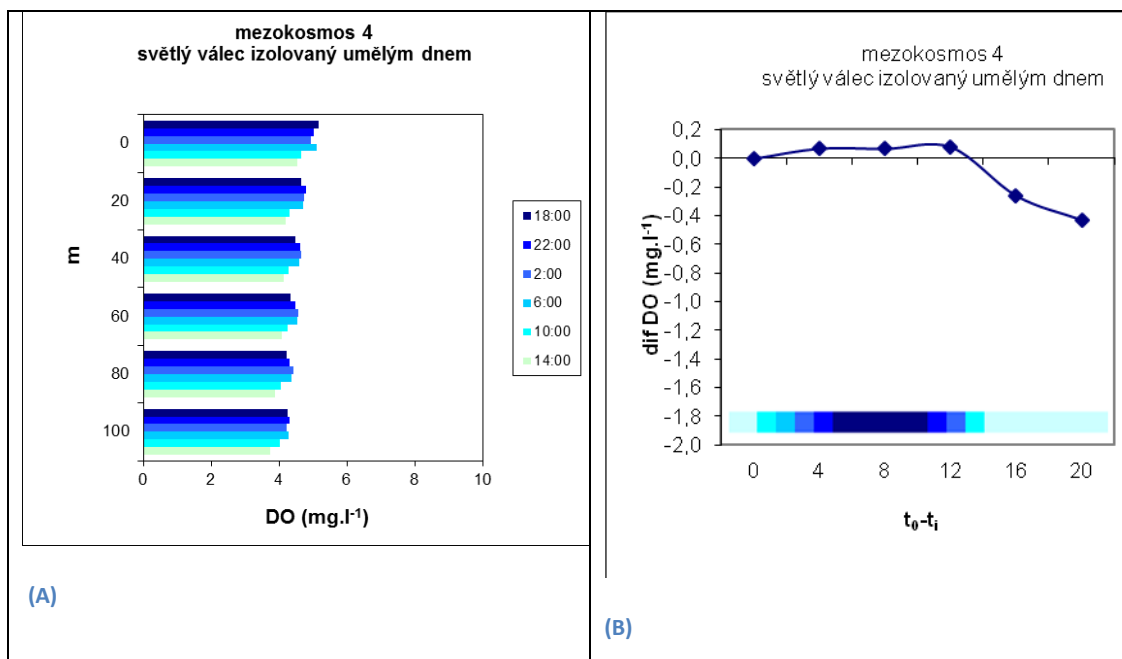 mezokosmos 4
světlý válec izolovaný umělým dnem
0
20
40
60
80
100
m
0 2 4 6 8 10
DO (mg.l-1)
18:00
22:00
2:00
6:00
10:00
14:00
(A)
mezokosmos 4
světlý válec izolovaný umělým dnem
0,2
0,0
-0,2
-0,4
-0,6
-0,8
-1,0
-1,2
-1,4
-1,6
-1,8
-2,0
dif DO (mg.l-1)
0 4 8 12 16 20
t0-ti
(B)